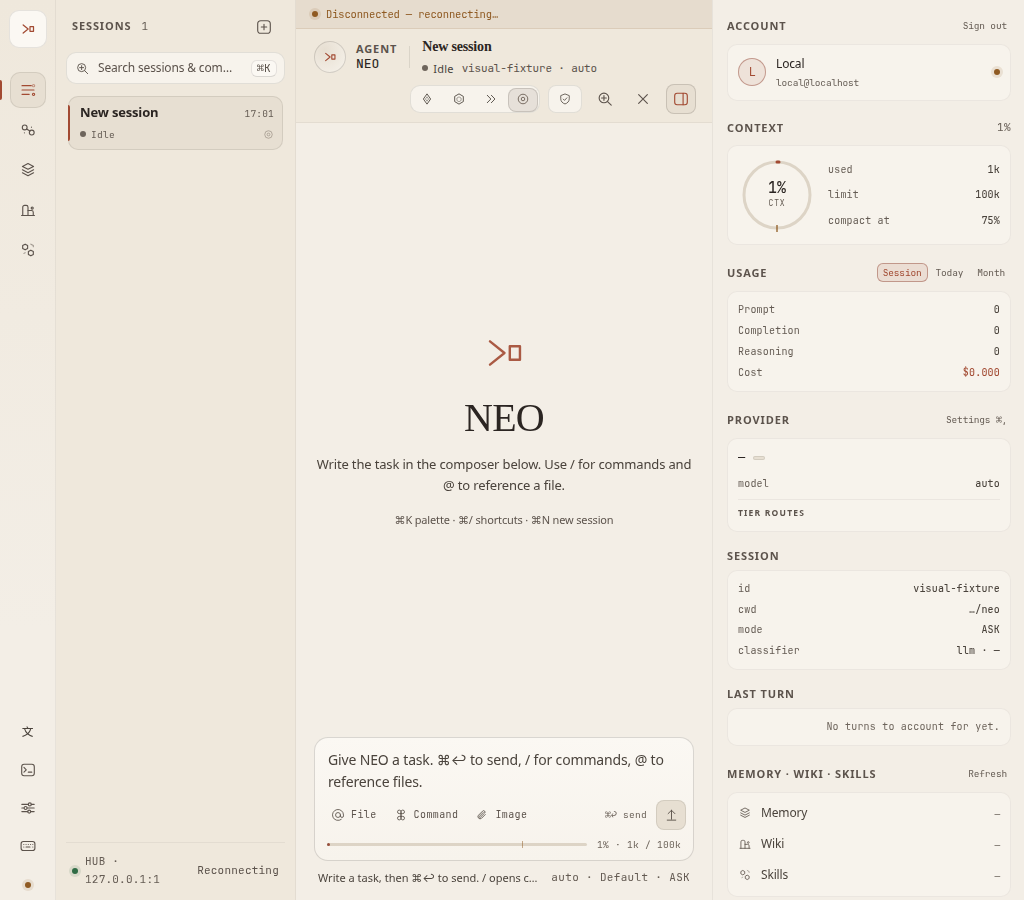 SESSIONS 1
Search sessions & com... ⌘K
New session 17:01
Idle
HUB · 127.0.0.1:1 Reconnecting
文
Disconnected — reconnecting…
AGENT
NEO
New session
Idle visual-fixture · auto
NEO
Write the task in the composer below. Use / for commands and
@ to reference a file.
⌘K palette · ⌘/ shortcuts · ⌘N new session
Give NEO a task. ⌘↩ to send, / for commands, @ to
reference files.
File Command Image ⌘↩ send
1% · 1k / 100k
Write a task, then ⌘↩ to send. / opens c... auto · Default · ASK
ACCOUNT Sign out
L
Local
local@localhost
CONTEXT 1%
1%
CTX
used 1k
limit 100k
compact at 75%
USAGE Session Today Month
Prompt 0
Completion 0
Reasoning 0
Cost $0.000
PROVIDER Settings ⌘,
—
model auto
TIER ROUTES
SESSION
id visual-fixture
cwd …/neo
mode ASK
classifier llm · —
LAST TURN
No turns to account for yet.
MEMORY · WIKI · SKILLS Refresh
Memory —
Wiki —
Skills —